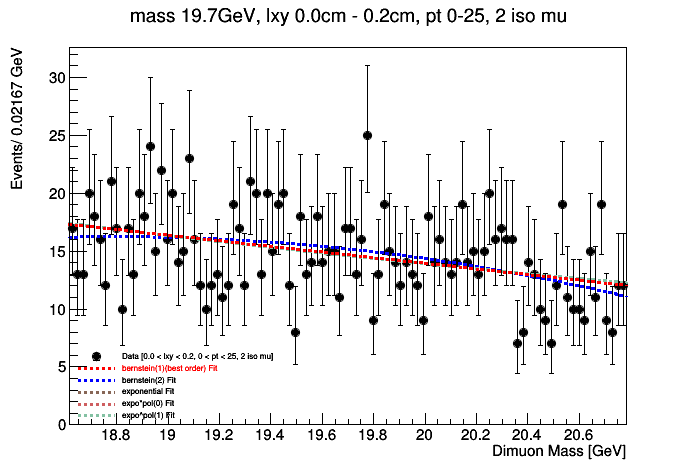 mass 19.7GeV, lxy 0.0cm - 0.2cm, pt 0-25, 2 iso mu
Events/ 0.02167 GeV
30
25
20
15
10
5
0
Data [0.0 < lxy < 0.2, 0 < pt < 25, 2 iso mu]
bernstein(1)(best order) Fit
bernstein(2) Fit
exponential Fit
expo*pol(0) Fit
expo*pol(1) Fit
18.8 19 19.2 19.4 19.6 19.8 20 20.2 20.4 20.6
Dimuon Mass [GeV]